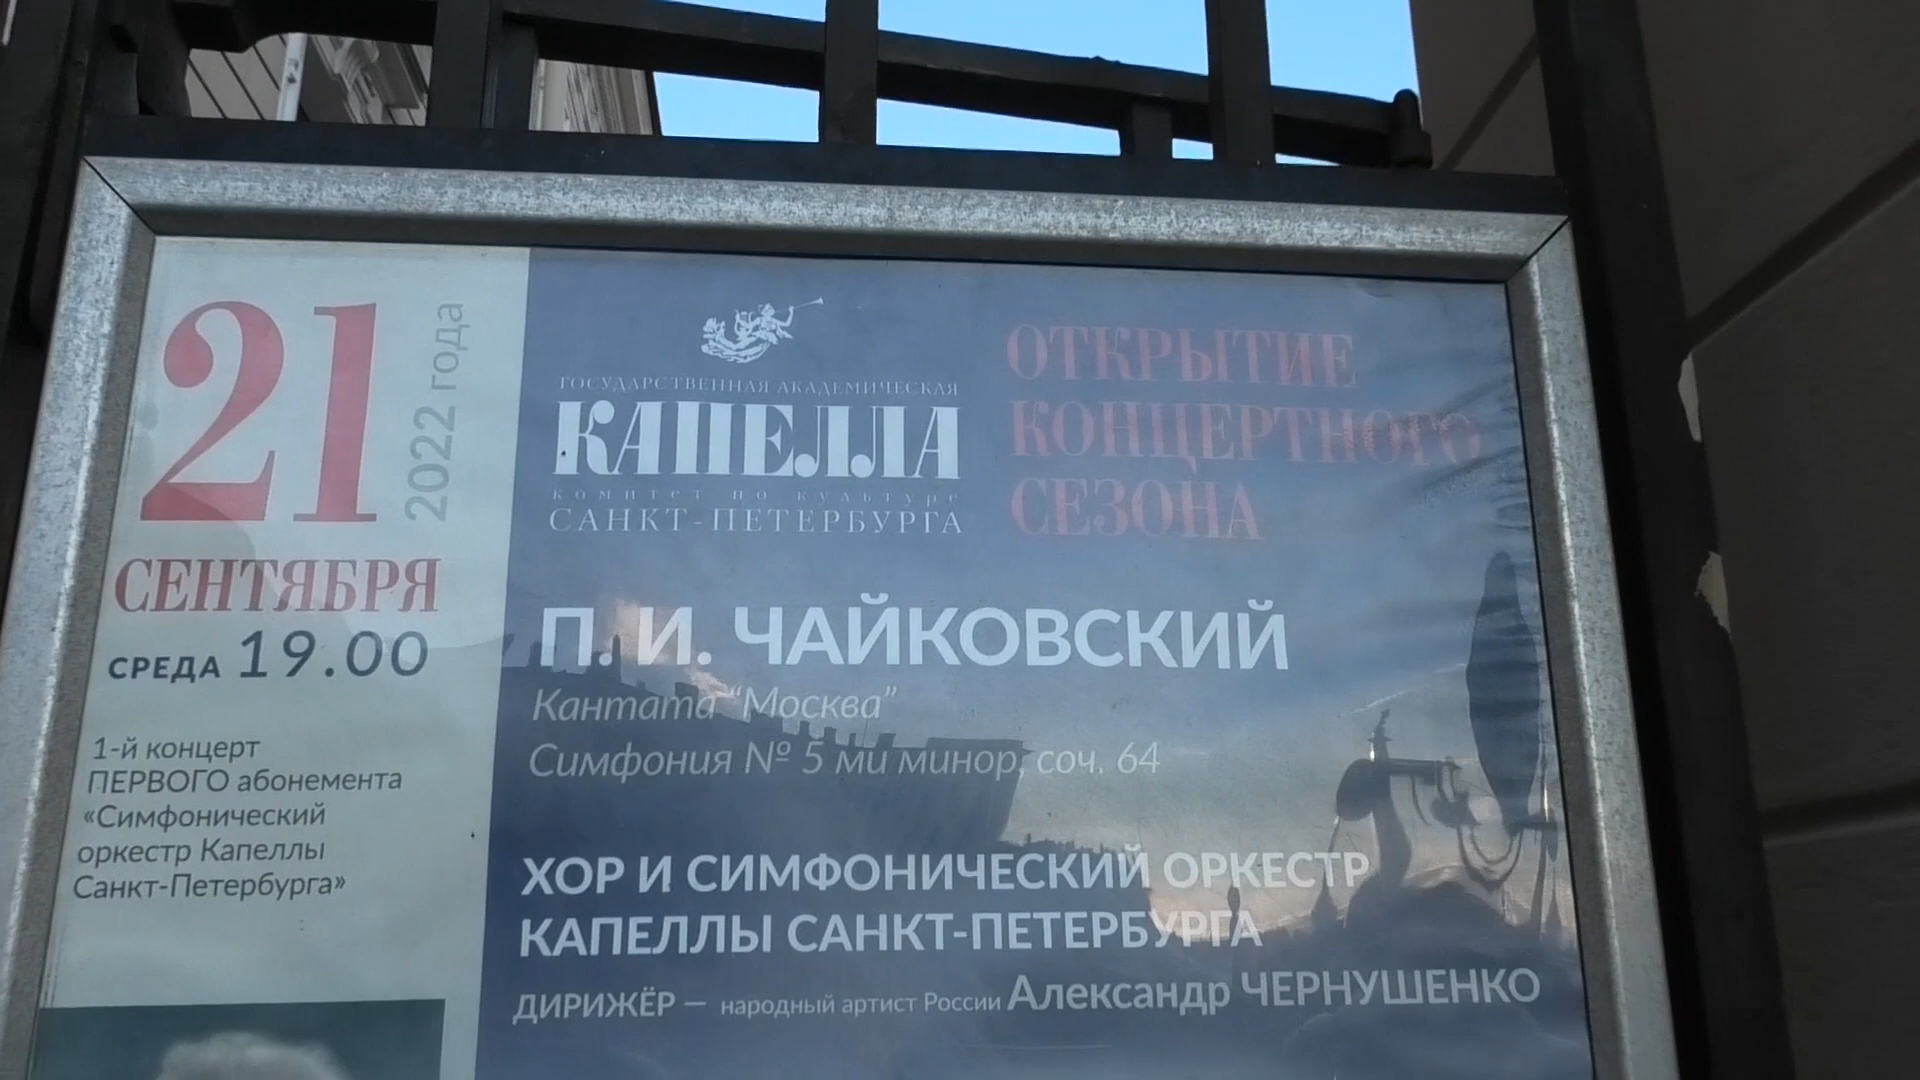 21
2022 года
СЕНТЯБРЯ
СРЕДА 19.00
1-й концерт
ПЕРВОГО абонемента
«Симфонический
оркестр Капеллы
Санкт-Петербурга»
ГОСУДАРСТВЕННАЯ АКАДЕМИЧЕСКАЯ
КАПЕЛЛА
комитет по культуре
САНКТ-ПЕТЕРБУРГА
ОТКРЫТИЕ
КОНЦЕРТНОГО
СЕЗОНА
П. И. ЧАЙКОВСКИЙ
Кантата “Москва”
Симфония № 5 ми минор, соч. 64
ХОР И СИМФОНИЧЕСКИЙ ОРКЕСТР
КАПЕЛЛЫ САНКТ-ПЕТЕРБУРГА
ДИРИЖЁР — народный артист России Александр ЧЕРНУШЕНКО